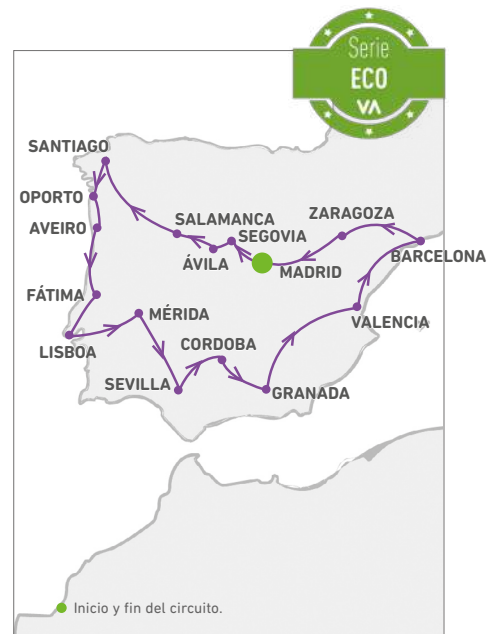 Serie
ECO
VA
SANTIAGO
OPORTO
AVEIRO
SALAMANCA
SEGOVIA
ÁVILA
ZARAGOZA
MADRID
BARCELONA
FÁTIMA
MÉRIDA
VALENCIA
LISBOA
CORDOBA
SEVILLA
GRANADA
Inicio y fin del circuito.